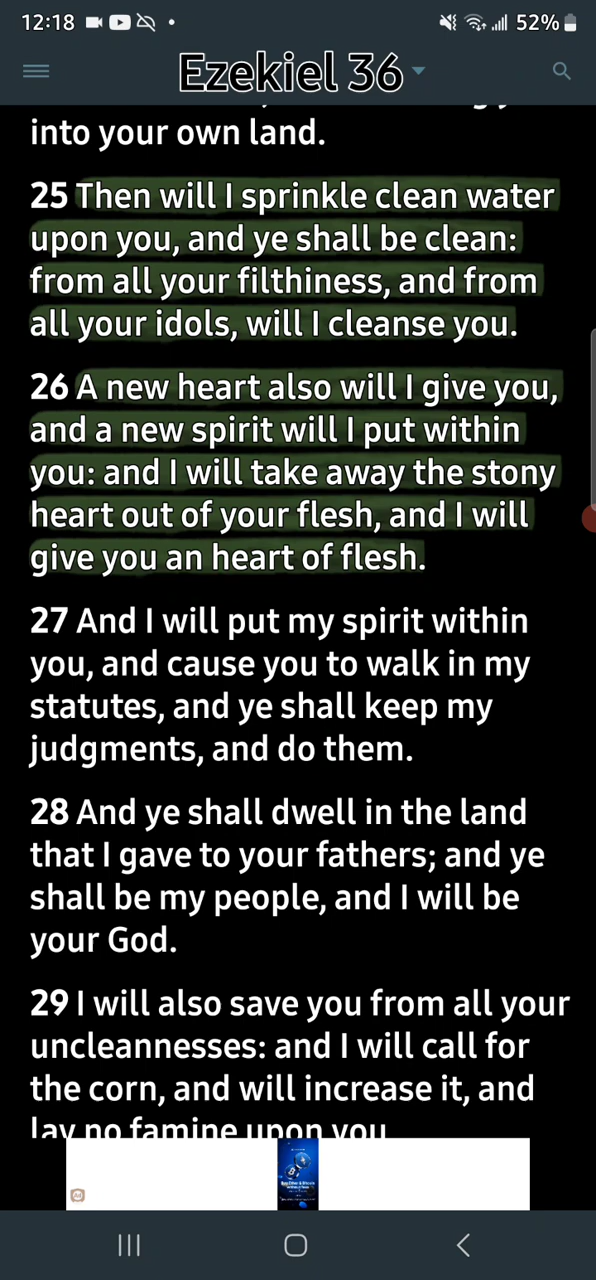 12:18 52%
Ezekiel 36
into your own land.
25 Then will I sprinkle clean water
upon you, and ye shall be clean:
from all your filthiness, and from
all your idols, will I cleanse you.
26 A new heart also will I give you,
and a new spirit will I put within
you: and I will take away the stony
heart out of your flesh, and I will
give you an heart of flesh.
27 And I will put my spirit within
you, and cause you to walk in my
statutes, and ye shall keep my
judgments, and do them.
28 And ye shall dwell in the land
that I gave to your fathers; and ye
shall be my people, and I will be
your God.
29 I will also save you from all your
uncleannesses: and I will call for
the corn, and will increase it, and
lay no famine upon you